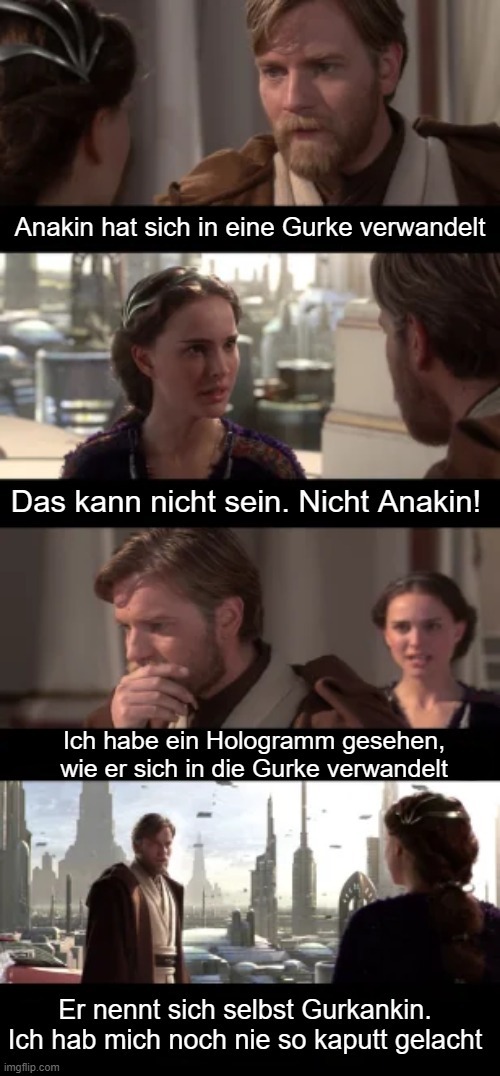 Anakin hat sich in eine Gurke verwandelt
Das kann nicht sein. Nicht Anakin!
Ich habe ein Hologramm gesehen,
wie er sich in die Gurke verwandelt
Er nennt sich selbst Gurkankin.
Ich hab mich noch nie so kaputt gelacht
imgflip.com